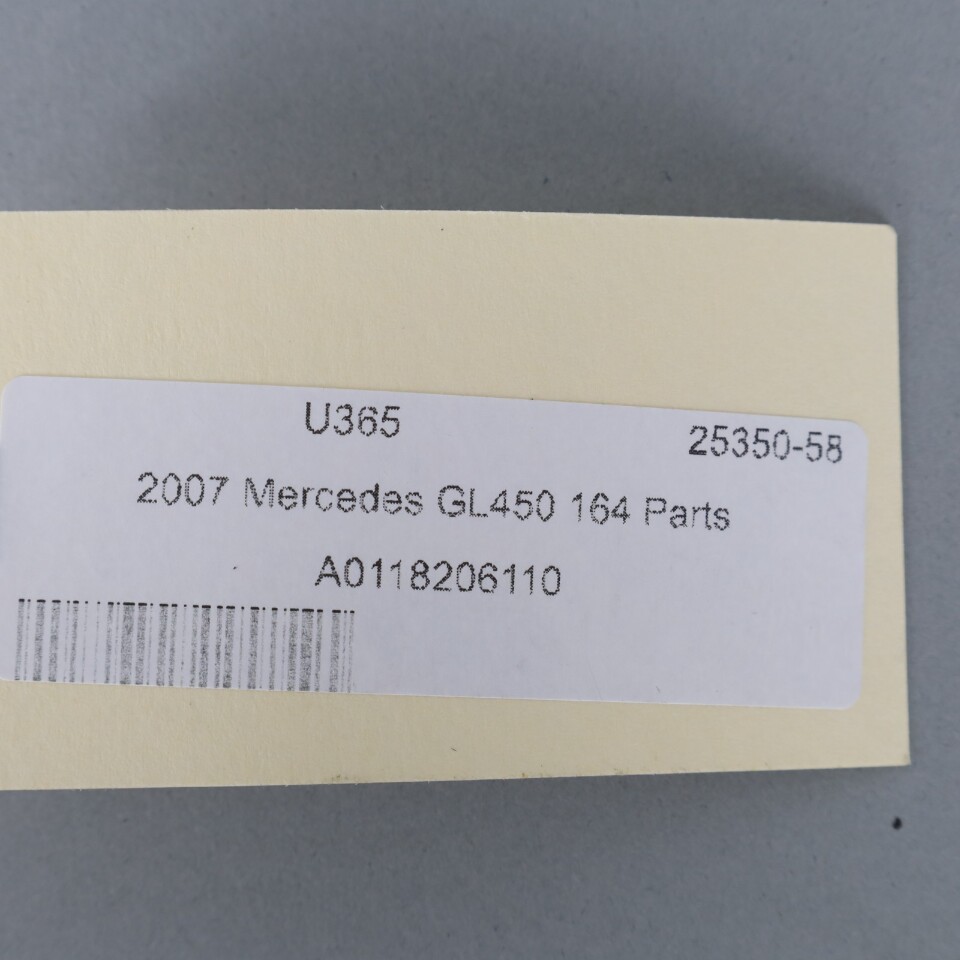 U365 25350-58
2007 Mercedes GL450 164 Parts
A0118206110